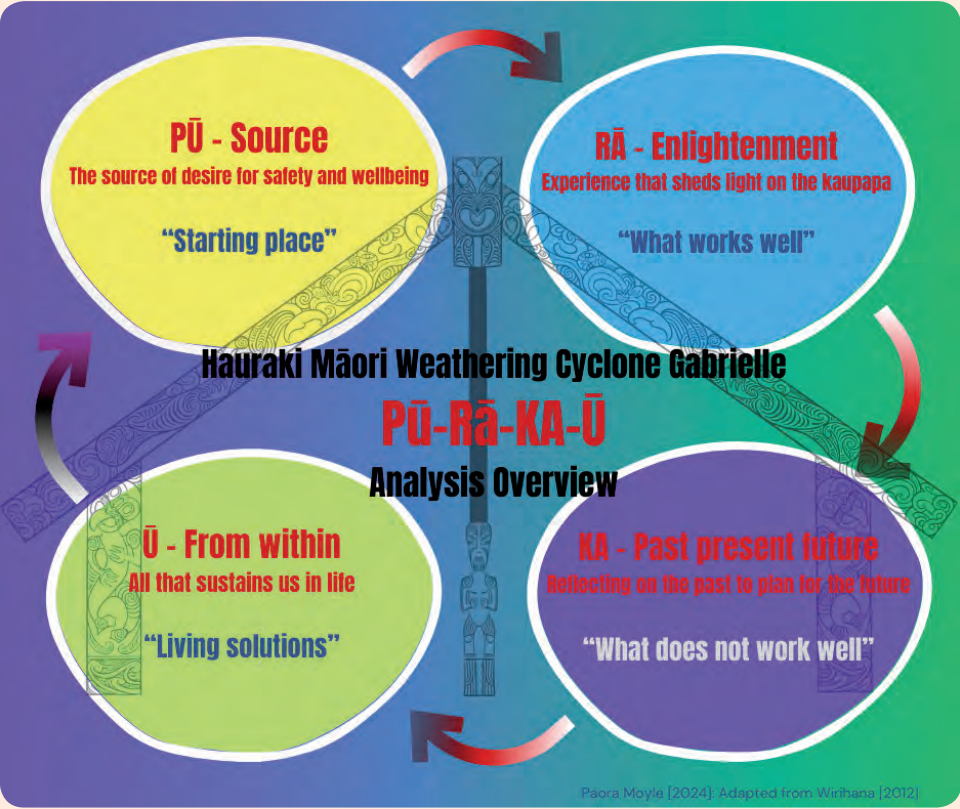 PŪ - Source
The source of desire for safety and wellbeing
“Starting place”
RĀ - Enlightenment
Experience that sheds light on the kaupapa
“What works well”
Hauraki Māori Weathering Cyclone Gabrielle
Pū-Rā-KA-Ū
Analysis Overview
Ū - From within
All that sustains us in life
“Living solutions”
KA - Past present future
Reflecting on the past to plan for the future
“What does not work well”
Paora Moyle [2024]: Adapted from Wirihana [2012]